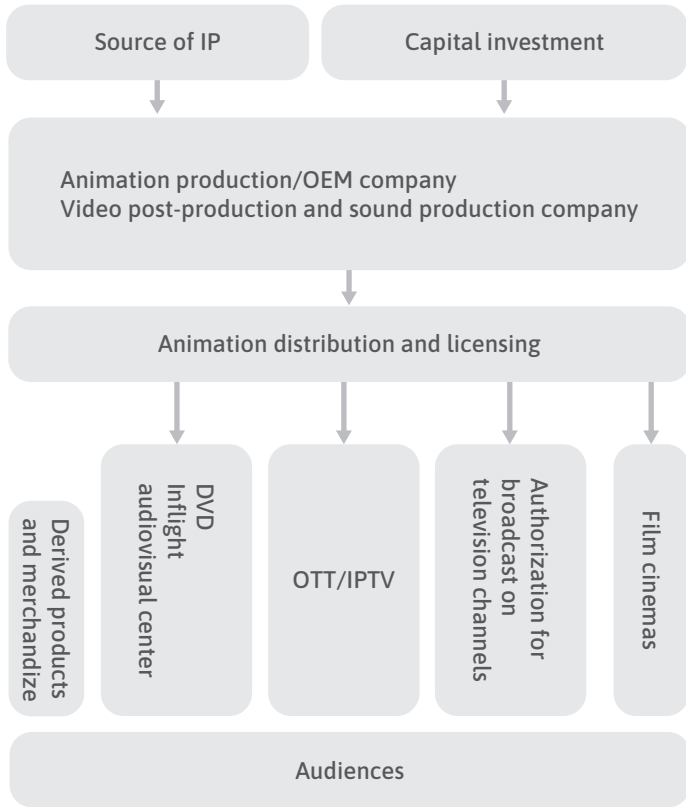 Source of IP
Capital investment
Animation production/OEM company
Video post-production and sound production company
Animation distribution and licensing
Derived products
and merchandize
DVD
Inflight
audiovisual center
OTT/IPTV
Authorization for
broadcast on
television channels
Film cinemas
Audiences